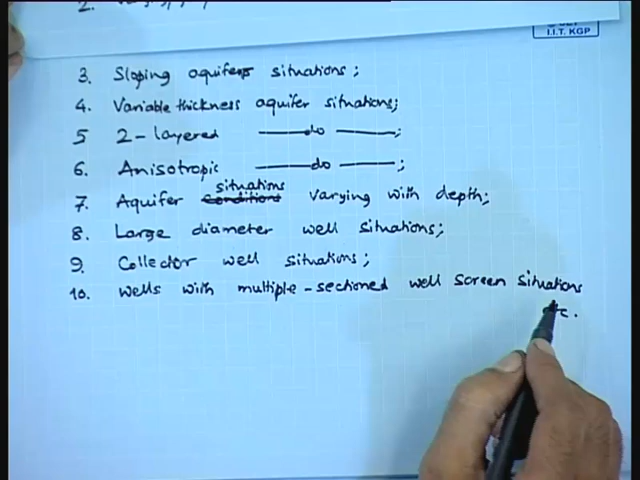 2.
I.I.T. KGP
3. Sloping aquifers situations;
4. Variable thickness aquifer situations;
5 2-layered ——do——;
6. Anisotropic ——do——;
7. Aquifer conditions situations varying with depth;
8. Large diameter well situations;
9. Collector well situations;
10. wells with multiple-sectioned well screen situations
etc.